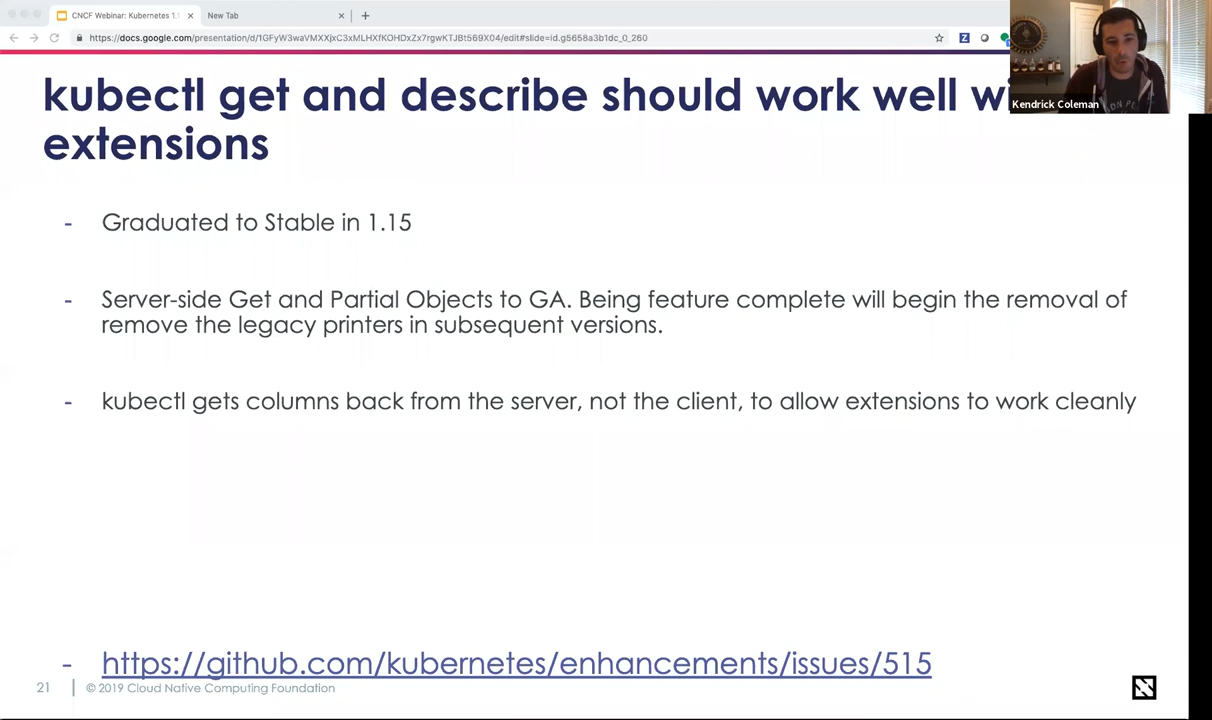 CNCF Webinar: Kubernetes 1.1
New Tab
https://docs.google.com/presentation/d/1GFyW3waVMXXjxC3xMLHXfKOHDxZx7rgwKTJBt569X04/edit#slide=id.g5658a3b1dc_0_260
Kendrick Coleman
kubectl get and describe should work well wi
extensions
- Graduated to Stable in 1.15
- Server-side Get and Partial Objects to GA. Being feature complete will begin the removal of
remove the legacy printers in subsequent versions.
- kubectl gets columns back from the server, not the client, to allow extensions to work cleanly
- https://github.com/kubernetes/enhancements/issues/515
21 © 2019 Cloud Native Computing Foundation